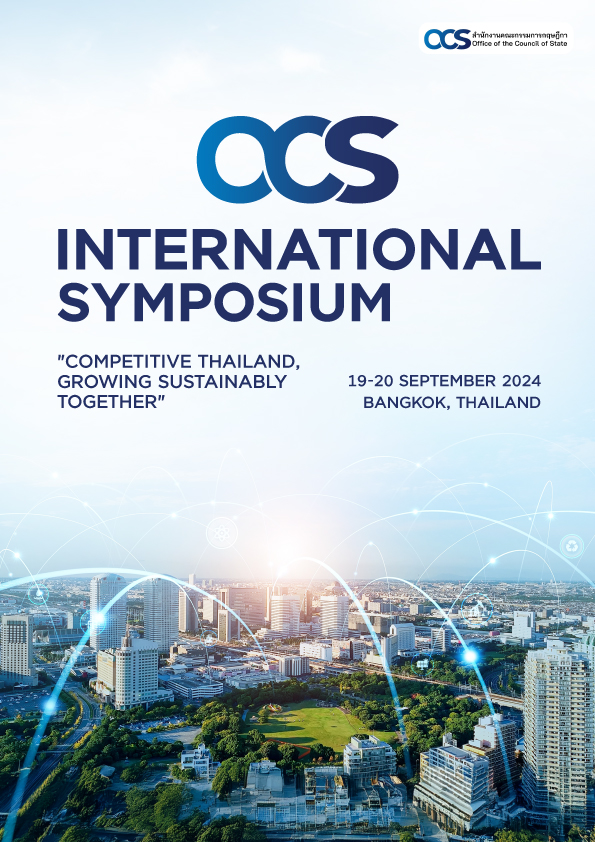 OCS สำนักงานคณะกรรมการกฤษฎีกา
Office of the Council of State
OCS
INTERNATIONAL
SYMPOSIUM
"COMPETITIVE THAILAND,
GROWING SUSTAINABLY
TOGETHER"
19-20 SEPTEMBER 2024
BANGKOK, THAILAND